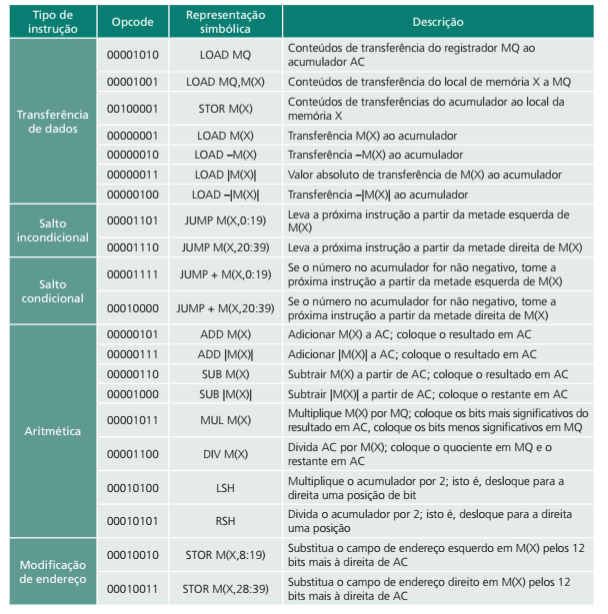 Tipo de instrução Opcode Representação simbólica Descrição
Transferência de dados
00001010 LOAD MQ Conteúdos de transferência do registrador MQ ao
acumulador AC
00001001 LOAD MQ,M(X) Conteúdos de transferência do local de memória X a MQ
00100001 STOR M(X) Conteúdos de transferências do acumulador ao local da
memória X
00000001 LOAD M(X) Transferência M(X) ao acumulador
00000010 LOAD –M(X) Transferência –M(X) ao acumulador
00000011 LOAD |M(X)| Valor absoluto de transferência de M(X) ao acumulador
00000100 LOAD –|M(X)| Transferência –|M(X)| ao acumulador
Salto incondicional
00001101 JUMP M(X,0:19) Leva a próxima instrução a partir da metade esquerda de
M(X)
00001110 JUMP M(X,20:39) Leva a próxima instrução a partir da metade direita de M(X)
Salto condicional
00001111 JUMP + M(X,0:19) Se o número no acumulador for não negativo, tome a
próxima instrução a partir da metade esquerda de M(X)
00010000 JUMP + M(X,20:39) Se o número no acumulador for não negativo, tome a
próxima instrução a partir da metade direita de M(X)
Aritmética
00000101 ADD M(X) Adicionar M(X) a AC; coloque o resultado em AC
00000111 ADD |M(X)| Adicionar |M(X)| a AC; coloque o resultado em AC
00000110 SUB M(X) Subtrair M(X) a partir de AC; coloque o resultado em AC
00001000 SUB |M(X)| Subtrair |M(X)| a partir de AC; coloque o restante em AC
00001011 MUL M(X) Multiplique M(X) por MQ; coloque os bits mais significativos do
resultado em AC, coloque os bits menos significativos em MQ
00001100 DIV M(X) Divida AC por M(X); coloque o quociente em MQ e o
restante em AC
00010100 LSH Multiplique o acumulador por 2; isto é, desloque para a
direita uma posição de bit
00010101 RSH Divida o acumulador por 2; isto é, desloque para a direita
uma posição
Modificação de endereço
00010010 STOR M(X,8:19) Substitua o campo de endereço esquerdo em M(X) pelos 12
bits mais à direita de AC
00010011 STOR M(X,28:39) Substitua o campo de endereço direito em M(X) pelos 12
bits mais à direita de AC